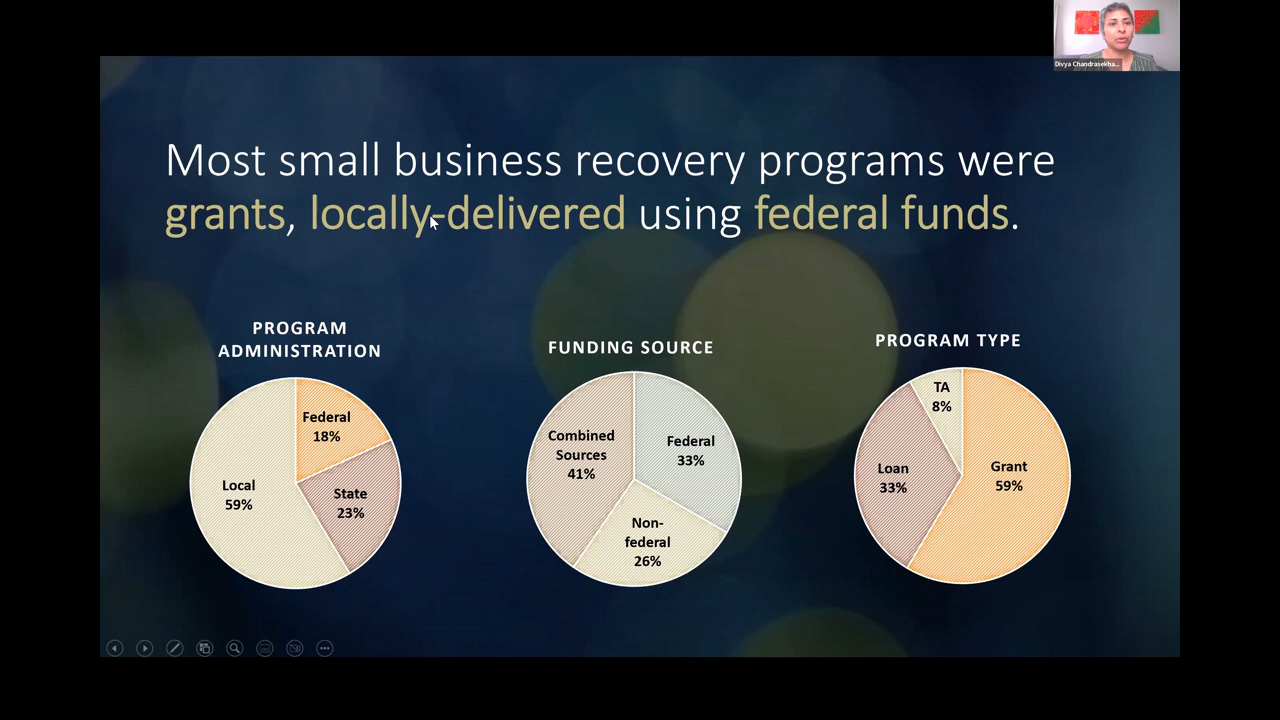 Divya Chandrasekha...
Most small business recovery programs were
grants, locally-delivered using federal funds.
PROGRAM
ADMINISTRATION
Federal
18%
State
23%
Local
59%
FUNDING SOURCE
Combined
Sources
41%
Federal
33%
Non-
federal
26%
PROGRAM TYPE
TA
8%
Loan
33%
Grant
59%